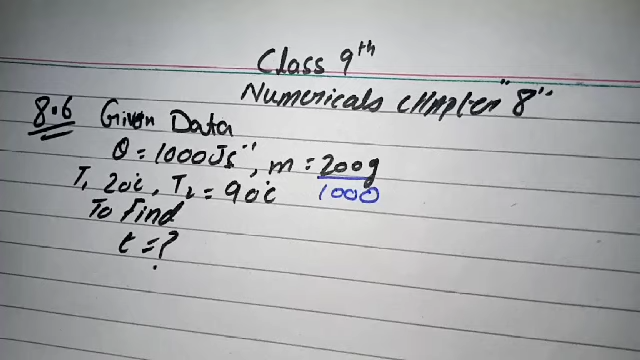 Class 9th
Numericals Chapter "8"
8.6 Given Data
Q = 1000Js⁻¹, m = 200g
1000
T₁ 20°c, T₂ = 90°c
To Find
t = ?